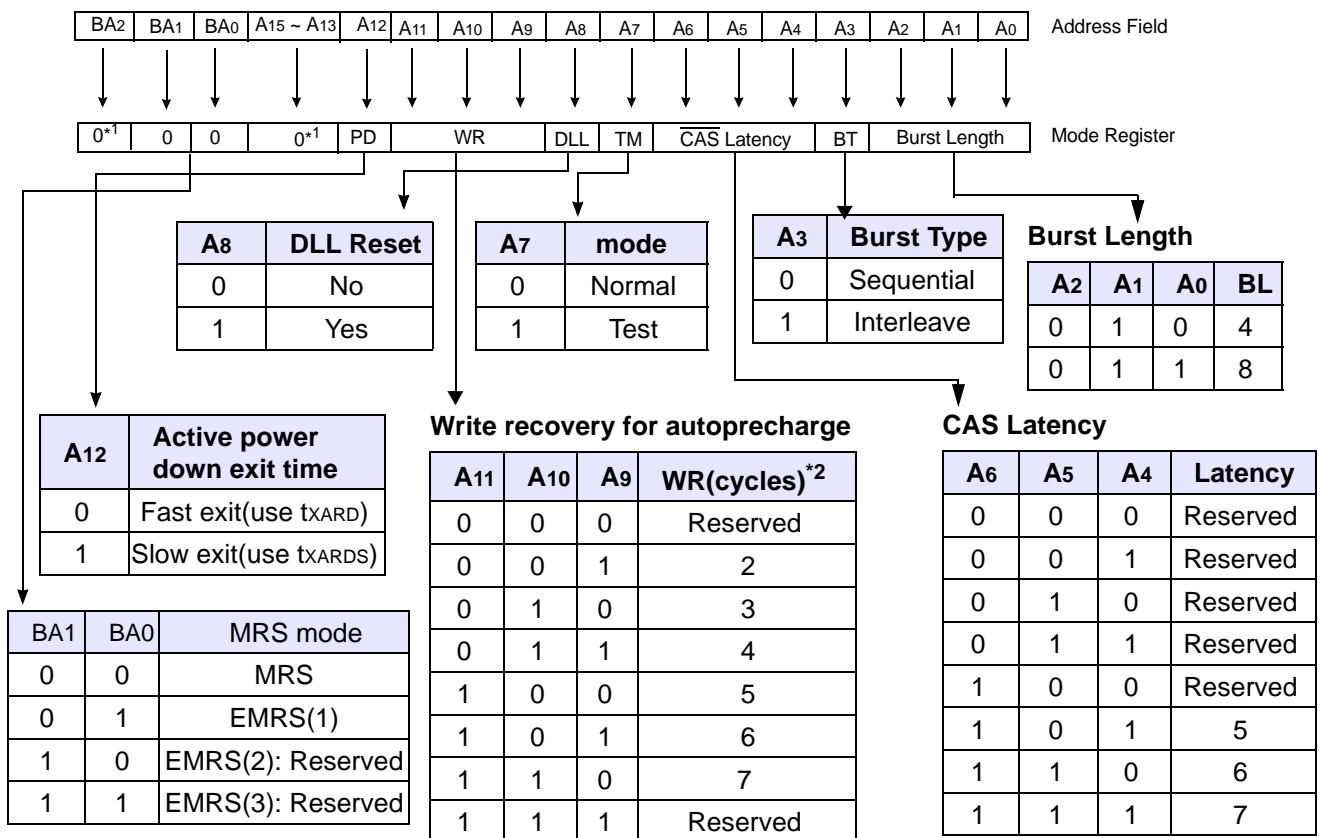 BA2 BA1 BA0 A15 ~ A13 A12 A11 A10 A9 A8 A7 A6 A5 A4 A3 A2 A1 A0 Address Field
0*1 0 0 0*1 PD WR DLL TM CAS Latency BT Burst Length Mode Register
A8 DLL Reset
0 No
1 Yes
A7 mode
0 Normal
1 Test
A3 Burst Type
0 Sequential
1 Interleave
Burst Length
A2 A1 A0 BL
0 1 0 4
0 1 1 8
A12 Active power
down exit time
0 Fast exit(use tXARD)
1 Slow exit(use tXARDS)
BA1 BA0 MRS mode
0 0 MRS
0 1 EMRS(1)
1 0 EMRS(2): Reserved
1 1 EMRS(3): Reserved
Write recovery for autoprecharge
A11 A10 A9 WR(cycles)*2
0 0 0 Reserved
0 0 1 2
0 1 0 3
0 1 1 4
1 0 0 5
1 0 1 6
1 1 0 7
1 1 1 Reserved
CAS Latency
A6 A5 A4 Latency
0 0 0 Reserved
0 0 1 Reserved
0 1 0 Reserved
0 1 1 Reserved
1 0 0 Reserved
1 0 1 5
1 1 0 6
1 1 1 7